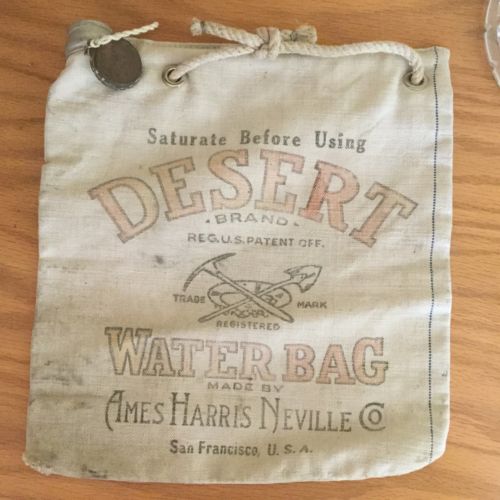 Saturate Before Using
DESERT
BRAND
REG.U.S.PATENT OFF.
TRADE MARK
REGISTERED
WATER BAG
MADE BY
AMES HARRIS NEVILLE CO
San Francisco, U.S.A.